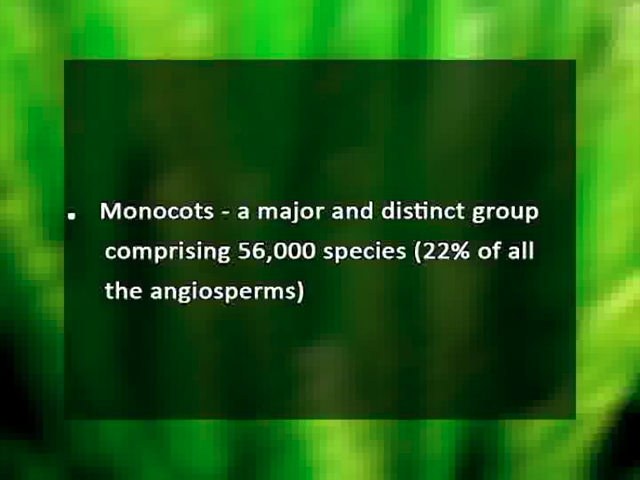 . Monocots - a major and distinct group
comprising 56,000 species (22% of all
the angiosperms)